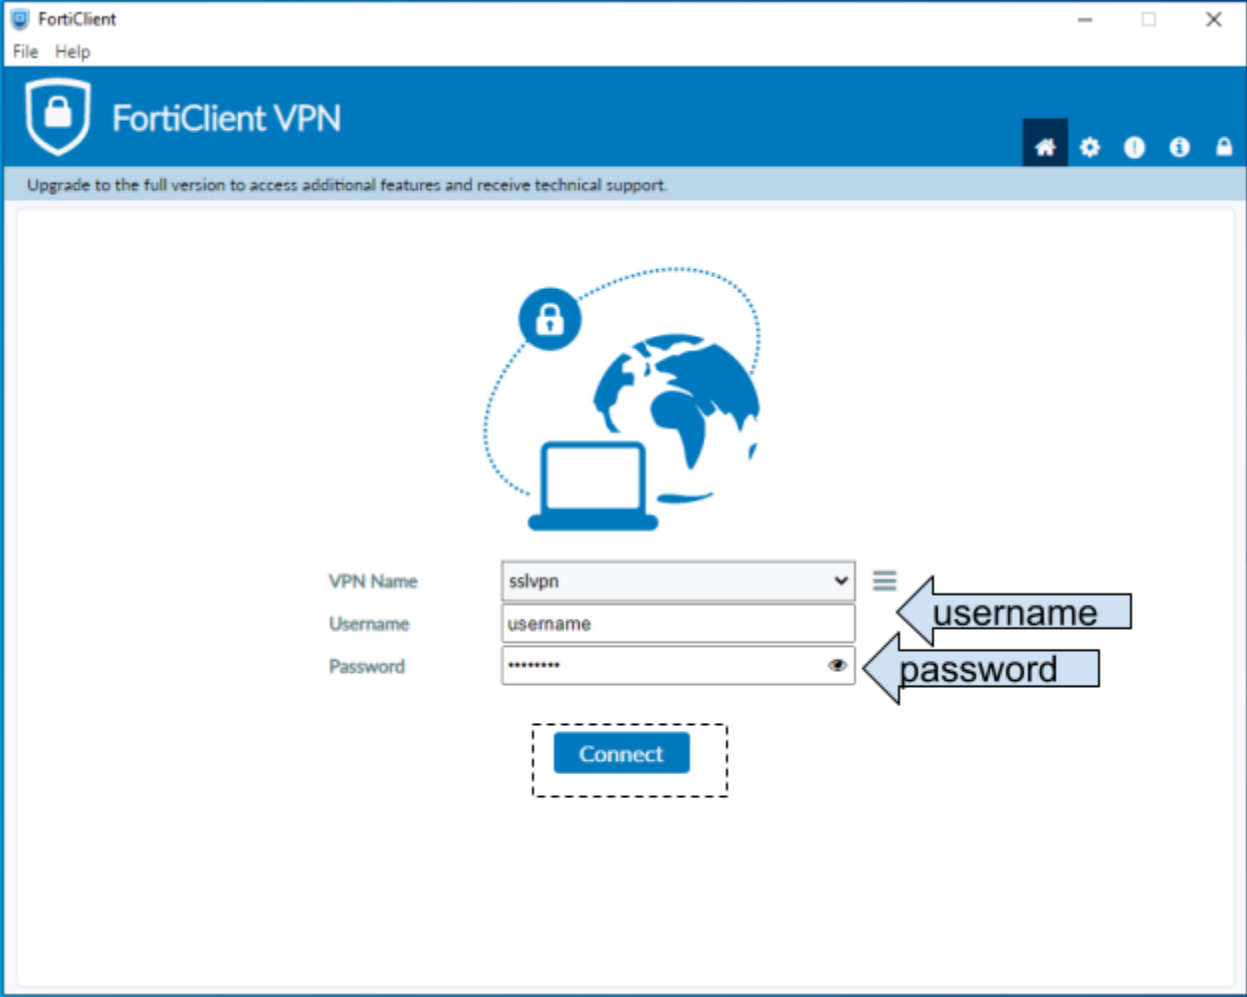 FortiClient
File Help
FortiClient VPN
Upgrade to the full version to access additional features and receive technical support.
VPN Name sslvpn
Username username username
Password •••••••• password
Connect